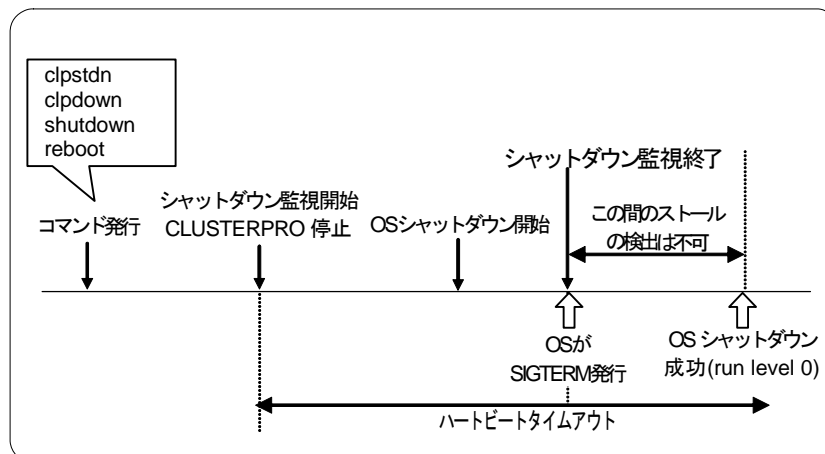 clpstdn
clpdown
shutdown
reboot
シャットダウン監視終了
シャットダウン監視開始
CLUSTERPRO 停止
コマンド発行
OSシャットダウン開始
この間のストール
の検出は不可
OSが
SIGTERM発行
OS シャットダウン
成功(run level 0)
ハートビートタイムアウト